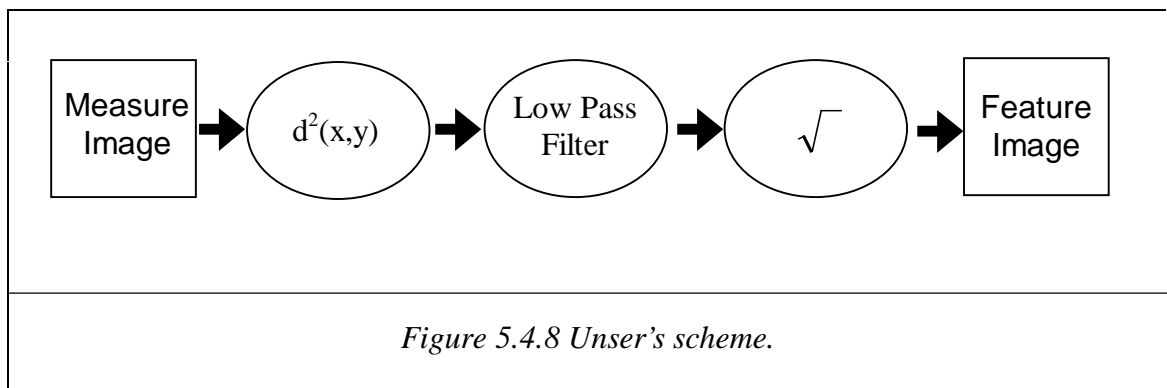 Measure
Image
d²(x,y)
Low Pass
Filter
√
Feature
Image
Figure 5.4.8 Unser's scheme.